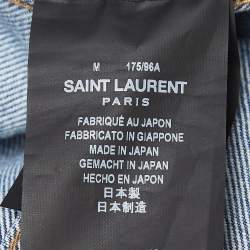 M 175/96A
SAINT LAURENT
PARIS
FABRIQUÉ AU JAPON
FABBRICATO IN GIAPPONE
MADE IN JAPAN
GEMACHT IN JAPAN
HECHO EN JAPÓN
日本製
日本制造